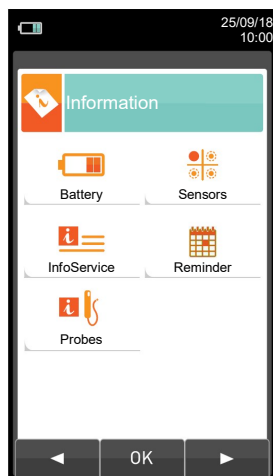 25/09/18
10:00
Information
Battery
Sensors
InfoService
Reminder
Probes
OK